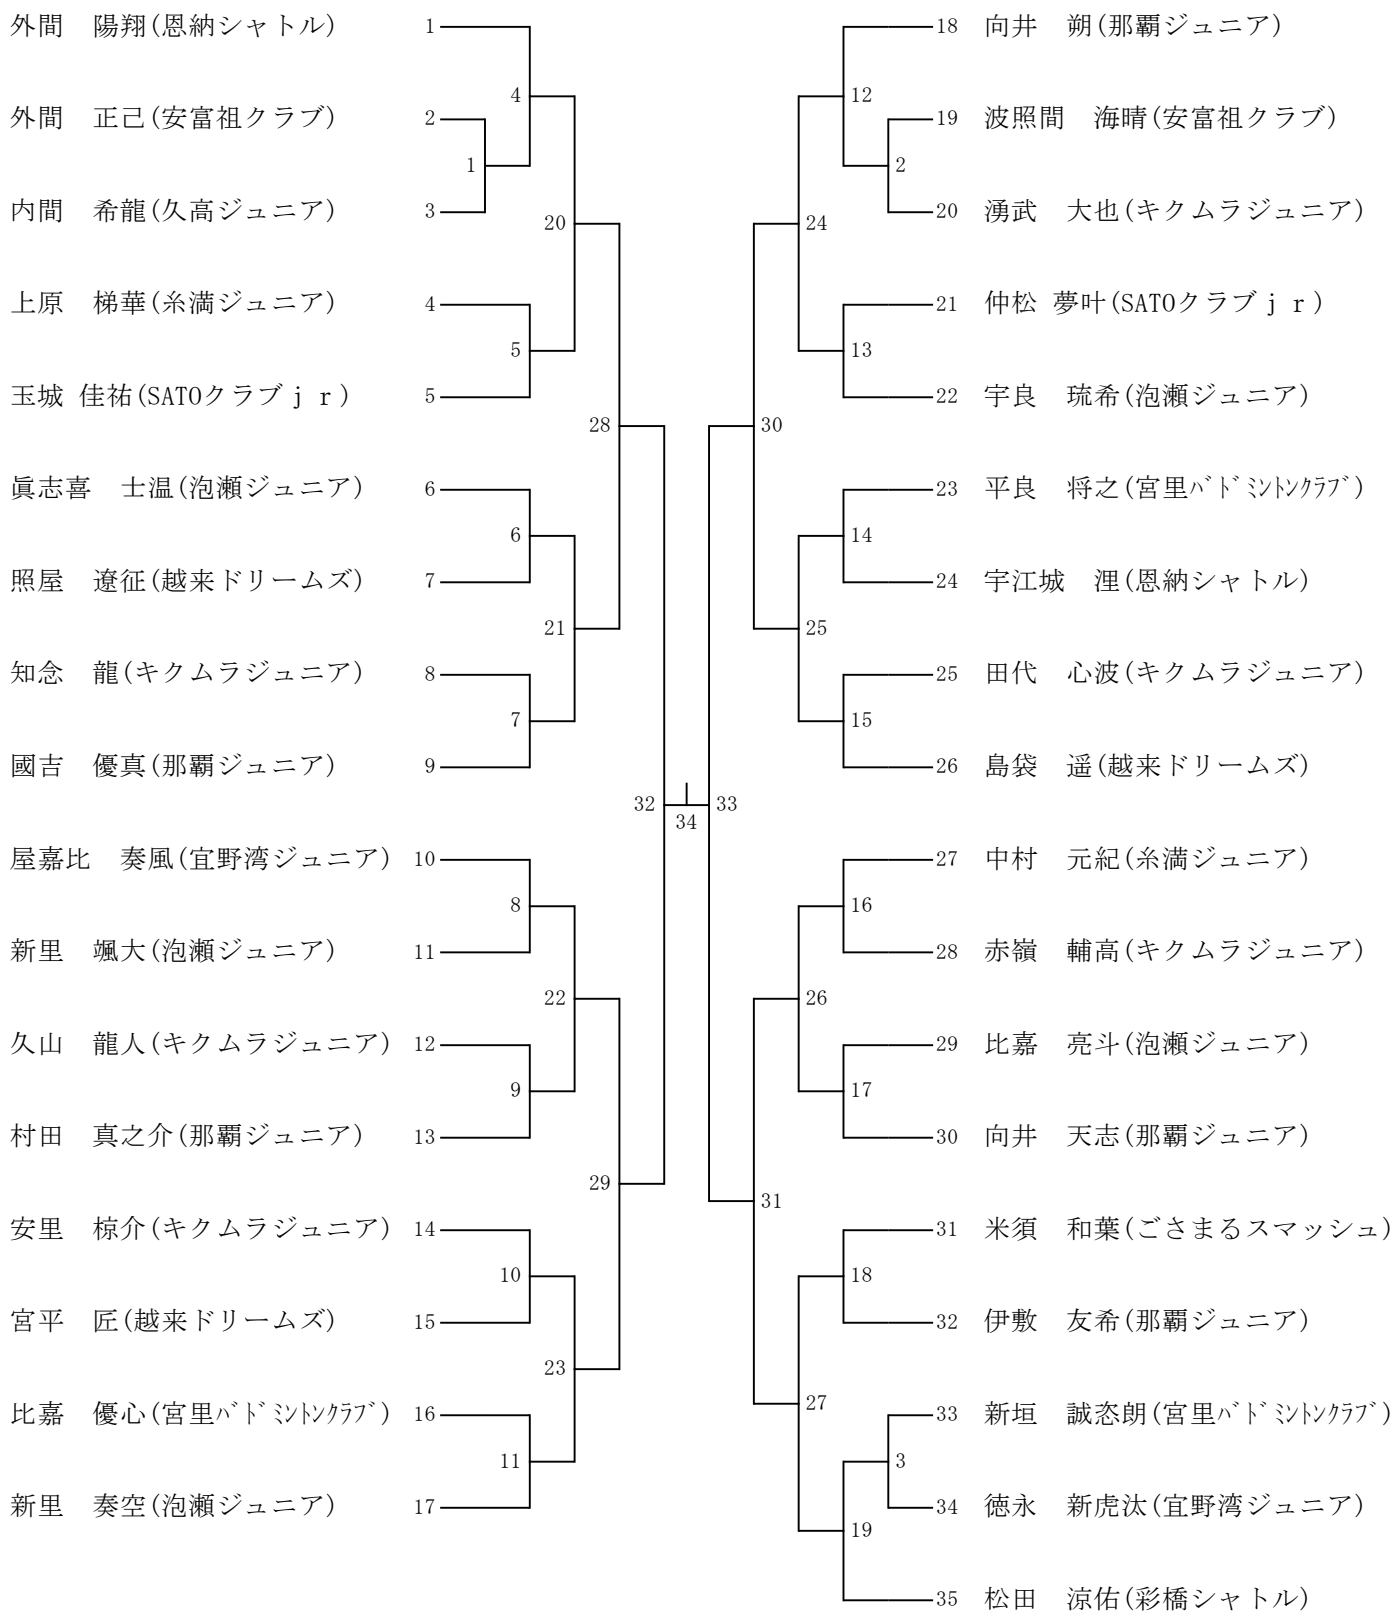 外間　陽翔(恩納シャトル) 1
外間　正己(安富祖クラブ) 2
内間　希龍(久高ジュニア) 3
上原　梯華(糸満ジュニア) 4
玉城 佳祐(SATOクラブｊｒ) 5
眞志喜　士温(泡瀬ジュニア) 6
照屋　遼征(越来ドリームズ) 7
知念　龍(キクムラジュニア) 8
國吉　優真(那覇ジュニア) 9
屋嘉比　奏風(宜野湾ジュニア) 10
新里　颯大(泡瀬ジュニア) 11
久山　龍人(キクムラジュニア) 12
村田　真之介(那覇ジュニア) 13
安里　椋介(キクムラジュニア) 14
宮平　匠(越来ドリームズ) 15
比嘉　優心(宮里ﾊﾞﾄﾞﾐﾝﾄﾝｸﾗﾌﾞ) 16
新里　奏空(泡瀬ジュニア) 17
1
4
5
6
7
8
9
10
11
20
21
22
23
28
29
32
34
33
30
31
24
25
26
27
12
2
13
14
15
16
17
18
3
19
18 向井　朔(那覇ジュニア)
19 波照間　海晴(安富祖クラブ)
20 湧武　大也(キクムラジュニア)
21 仲松 夢叶(SATOクラブｊｒ)
22 宇良　琉希(泡瀬ジュニア)
23 平良　将之(宮里ﾊﾞﾄﾞﾐﾝﾄﾝｸﾗﾌﾞ)
24 宇江城　浬(恩納シャトル)
25 田代　心波(キクムラジュニア)
26 島袋　遥(越来ドリームズ)
27 中村　元紀(糸満ジュニア)
28 赤嶺　輔高(キクムラジュニア)
29 比嘉　亮斗(泡瀬ジュニア)
30 向井　天志(那覇ジュニア)
31 米須　和葉(ごさまるスマッシュ)
32 伊敷　友希(那覇ジュニア)
33 新垣　誠恣朗(宮里ﾊﾞﾄﾞﾐﾝﾄﾝｸﾗﾌﾞ)
34 徳永　新虎汰(宜野湾ジュニア)
35 松田　涼佑(彩橋シャトル)